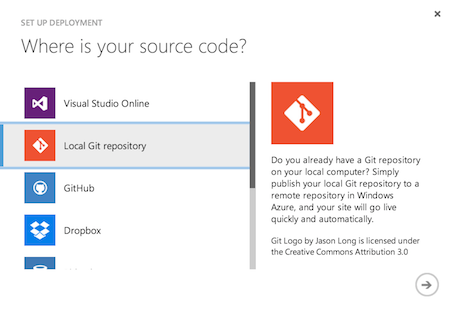 SET UP DEPLOYMENT
Where is your source code?
Visual Studio Online
Local Git repository
GitHub
Dropbox
Do you already have a Git repository
on your local computer? Simply
publish your local Git repository to a
remote repository in Windows
Azure, and your site will go live
quickly and automatically.
Git Logo by Jason Long is licensed under
the Creative Commons Attribution 3.0